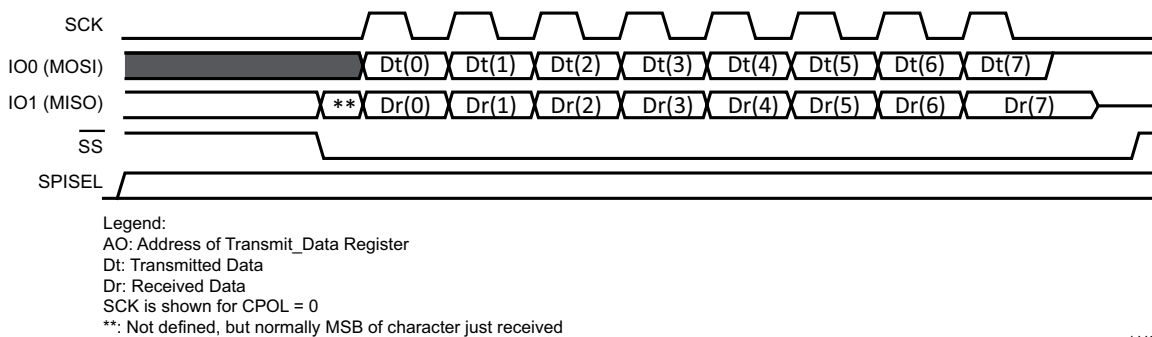 SCK
IO0 (MOSI) Dt(0) Dt(1) Dt(2) Dt(3) Dt(4) Dt(5) Dt(6) Dt(7)
IO1 (MISO) ** Dr(0) Dr(1) Dr(2) Dr(3) Dr(4) Dr(5) Dr(6) Dr(7)
SS
SPISEL
Legend:
AO: Address of Transmit_Data Register
Dt: Transmitted Data
Dr: Received Data
SCK is shown for CPOL = 0
**: Not defined, but normally MSB of character just received